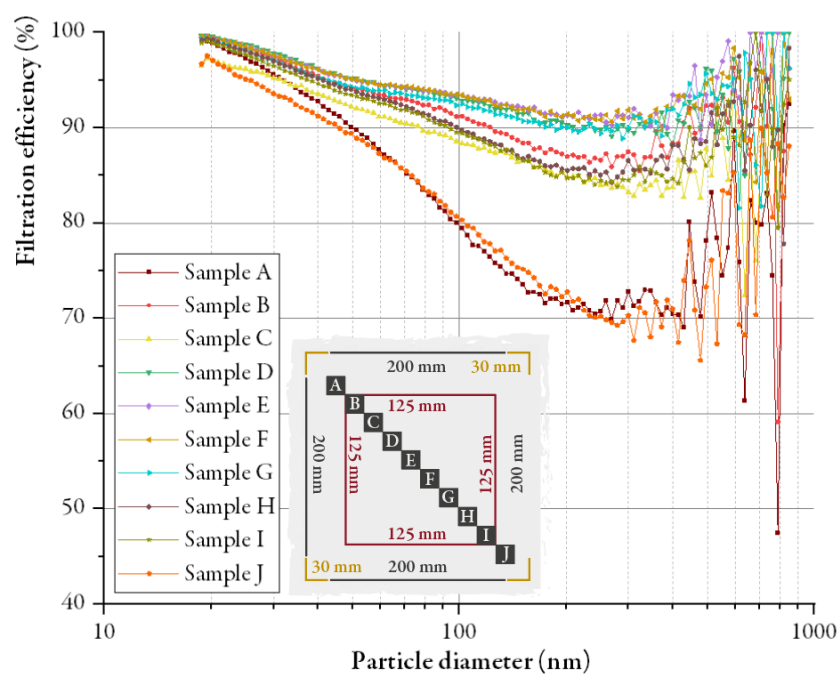 Filtration efficiency (%)
100
90
80
70
60
50
40
Sample A
Sample B
Sample C
Sample D
Sample E
Sample F
Sample G
Sample H
Sample I
Sample J
200 mm
30 mm
A
B
125 mm
C
D
200 mm
125 mm
E
125 mm
200 mm
F
G
H
125 mm
I
J
30 mm
200 mm
10
100
1000
Particle diameter (nm)